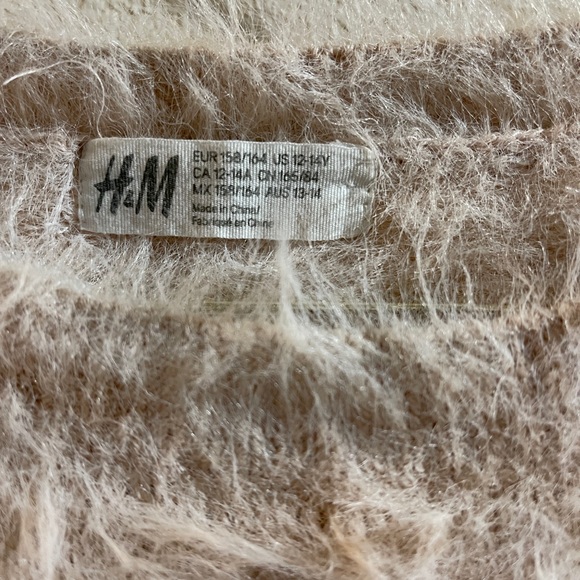 H&M
EUR 158/164 US 12-14Y
CA 12-14A CN 165/84
MX 158/164 AUS 13-14
Made in China/
Fabriqué en Chine